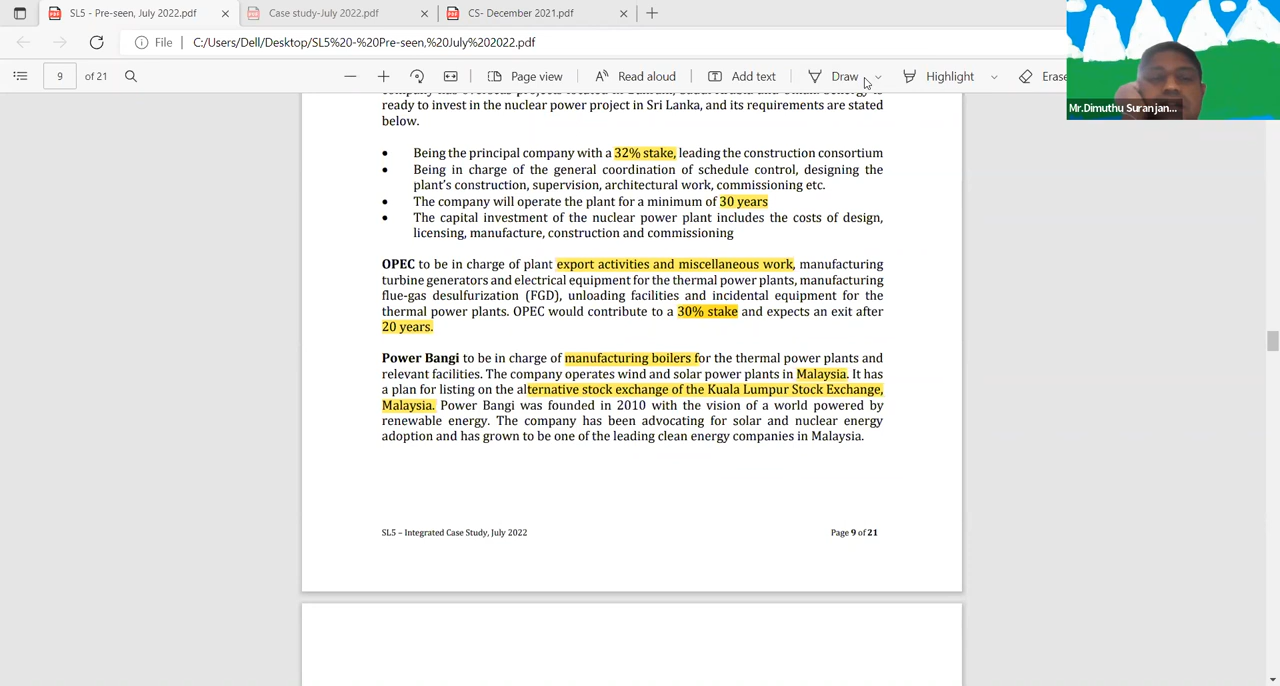 SL5 - Pre-seen, July 2022.pdf
Case study-July 2022.pdf
CS- December 2021.pdf
File C:/Users/Dell/Desktop/SL5%20-%20Pre-seen,%20July%202022.pdf
9 of 21 Page view Read aloud Add text Draw Highlight Erase
Mr.Dimuthu Suranjan...
ready to invest in the nuclear power project in Sri Lanka, and its requirements are stated
below.
• Being the principal company with a 32% stake, leading the construction consortium
• Being in charge of the general coordination of schedule control, designing the
plant's construction, supervision, architectural work, commissioning etc.
• The company will operate the plant for a minimum of 30 years
• The capital investment of the nuclear power plant includes the costs of design,
licensing, manufacture, construction and commissioning
OPEC to be in charge of plant export activities and miscellaneous work, manufacturing
turbine generators and electrical equipment for the thermal power plants, manufacturing
flue-gas desulfurization (FGD), unloading facilities and incidental equipment for the
thermal power plants. OPEC would contribute to a 30% stake and expects an exit after
20 years.
Power Bangi to be in charge of manufacturing boilers for the thermal power plants and
relevant facilities. The company operates wind and solar power plants in Malaysia. It has
a plan for listing on the alternative stock exchange of the Kuala Lumpur Stock Exchange,
Malaysia. Power Bangi was founded in 2010 with the vision of a world powered by
renewable energy. The company has been advocating for solar and nuclear energy
adoption and has grown to be one of the leading clean energy companies in Malaysia.
SL5 – Integrated Case Study, July 2022
Page 9 of 21